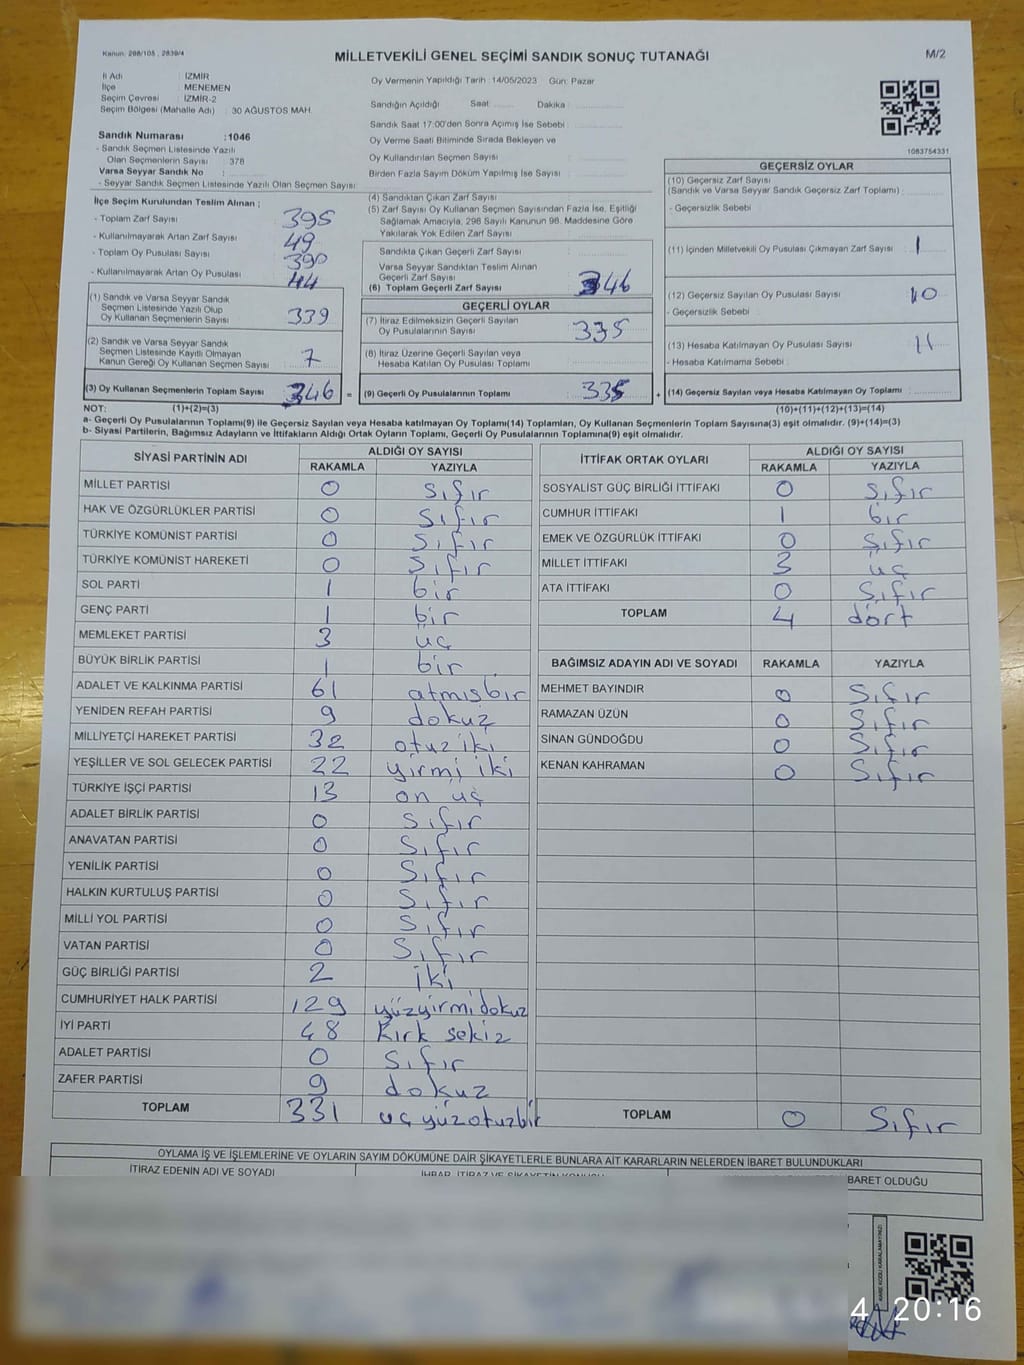 Kanun: 298/105 , 2839/4
MİLLETVEKİLİ GENEL SEÇİMİ SANDIK SONUÇ TUTANAĞI
M/2
İl Adı : İZMİR
İlçe : MENEMEN
Seçim Çevresi : İZMİR-2
Seçim Bölgesi (Mahalle Adı) : 30 AĞUSTOS MAH.
Sandık Numarası : 1046
- Sandık Seçmen Listesinde Yazılı
Olan Seçmenlerin Sayısı : 378
Varsa Seyyar Sandık No :
- Seyyar Sandık Seçmen Listesinde Yazılı Olan Seçmen Sayısı :
Oy Vermenin Yapıldığı Tarih : 14/05/2023 Gün: Pazar
Sandığın Açıldığı Saat: Dakika :
Sandık Saat 17:00'den Sonra Açımış İse Sebebi :
Oy Verme Saati Bitiminde Sırada Bekleyen ve
Oy Kullandırılan Seçmen Sayısı :
Birden Fazla Sayım Döküm Yapılmış İse Sayısı :
1083754331
İlçe Seçim Kurulundan Teslim Alınan ;
- Toplam Zarf Sayısı 395
- Kullanılmayarak Artan Zarf Sayısı 49
- Toplam Oy Pusulası Sayısı 390
- Kullanılmayarak Artan Oy Pusulası 44
(1) Sandık ve Varsa Seyyar Sandık
Seçmen Listesinde Yazılı Olup
Oy Kullanan Seçmenlerin Sayısı : 339
(2) Sandık ve Varsa Seyyar Sandık
Seçmen Listesinde Kayıtlı Olmayan
Kanun Gereği Oy Kullanan Seçmen Sayısı : 7
(3) Oy Kullanan Seçmenlerin Toplam Sayısı : 346 =
(4) Sandıktan Çıkan Zarf Sayısı :
(5) Zarf Sayısı Oy Kullanan Seçmen Sayısından Fazla İse, Eşitliği
Sağlamak Amacıyla, 298 Sayılı Kanunun 98. Maddesine Göre
Yakılarak Yok Edilen Zarf Sayısı :
Sandıkta Çıkan Geçerli Zarf Sayısı :
Varsa Seyyar Sandıktan Teslim Alınan
Geçerli Zarf Sayısı :
(6) Toplam Geçerli Zarf Sayısı : 346
GEÇERLİ OYLAR
(7) İtiraz Edilmeksizin Geçerli Sayılan
Oy Pusulalarının Sayısı : 335
(8) İtiraz Üzerine Geçerli Sayılan veya
Hesaba Katılan Oy Pusulası Toplamı :
(9) Geçerli Oy Pusulalarının Toplamı : 335 +
GEÇERSİZ OYLAR
(10) Geçersiz Zarf Sayısı
(Sandık ve Varsa Seyyar Sandık Geçersiz Zarf Toplamı) :
- Geçersizlik Sebebi :
(11) İçinden Milletvekili Oy Pusulası Çıkmayan Zarf Sayısı : 1
(12) Geçersiz Sayılan Oy Pusulası Sayısı : 10
- Geçersizlik Sebebi :
(13) Hesaba Katılmayan Oy Pusulası Sayısı : 11
- Hesaba Katılmama Sebebi :
(14) Geçersiz Sayılan veya Hesaba Katılmayan Oy Toplamı :
NOT: (1)+(2)=(3)
(10)+(11)+(12)+(13)=(14)
a- Geçerli Oy Pusulalarının Toplamı(9) ile Geçersiz Sayılan veya Hesaba katılmayan Oy Toplamı(14) Toplamları, Oy Kullanan Seçmenlerin Toplam Sayısına(3) eşit olmalıdır. (9)+(14)=(3)
b- Siyasi Partilerin, Bağımsız Adayların ve İttifakların Aldığı Ortak Oyların Toplamı, Geçerli Oy Pusulalarının Toplamına(9) eşit olmalıdır.
SİYASİ PARTİNİN ADI ALDIĞI OY SAYISI
RAKAMLA YAZIYLA
MİLLET PARTİSİ 0 sıfır
HAK VE ÖZGÜRLÜKLER PARTİSİ 0 sıfır
TÜRKİYE KOMÜNİST PARTİSİ 0 sıfır
TÜRKİYE KOMÜNİST HAREKETİ 0 sıfır
SOL PARTİ 1 bir
GENÇ PARTİ 1 bir
MEMLEKET PARTİSİ 3 üç
BÜYÜK BİRLİK PARTİSİ 1 bir
ADALET VE KALKINMA PARTİSİ 61 atmışbir
YENİDEN REFAH PARTİSİ 9 dokuz
MİLLİYETÇİ HAREKET PARTİSİ 32 otuz iki
YEŞİLLER VE SOL GELECEK PARTİSİ 22 yirmi iki
TÜRKİYE İŞÇİ PARTİSİ 13 on üç
ADALET BİRLİK PARTİSİ 0 sıfır
ANAVATAN PARTİSİ 0 sıfır
YENİLİK PARTİSİ 0 sıfır
HALKIN KURTULUŞ PARTİSİ 0 sıfır
MİLLİ YOL PARTİSİ 0 sıfır
VATAN PARTİSİ 0 sıfır
GÜÇ BİRLİĞİ PARTİSİ 2 iki
CUMHURİYET HALK PARTİSİ 129 yüzyirmidokuz
İYİ PARTİ 48 kırk sekiz
ADALET PARTİSİ 0 sıfır
ZAFER PARTİSİ 9 dokuz
TOPLAM 331 üçyüzotuzbir
İTTİFAK ORTAK OYLARI ALDIĞI OY SAYISI
RAKAMLA YAZIYLA
SOSYALİST GÜÇ BİRLİĞİ İTTİFAKI 0 sıfır
CUMHUR İTTİFAKI 1 bir
EMEK VE ÖZGÜRLÜK İTTİFAKI 0 sıfır
MİLLET İTTİFAKI 3 üç
ATA İTTİFAKI 0 sıfır
TOPLAM 4 dört
BAĞIMSIZ ADAYIN ADI VE SOYADI RAKAMLA YAZIYLA
MEHMET BAYINDIR 0 sıfır
RAMAZAN ÜZÜN 0 sıfır
SİNAN GÜNDOĞDU 0 sıfır
KENAN KAHRAMAN 0 sıfır
TOPLAM 0 sıfır
OYLAMA İŞ VE İŞLEMLERİNE VE OYLARIN SAYIM DÖKÜMÜNE DAİR ŞİKAYETLERLE BUNLARA AİT KARARLARIN NELERDEN İBARET BULUNDUKLARI
İTİRAZ EDENİN ADI VE SOYADI İHBAR, İTİRAZ VE ŞİKAYETİN KONUSU BARET OLDUĞU
KARE KODU KARALAMAYINIZ!
4 20:16